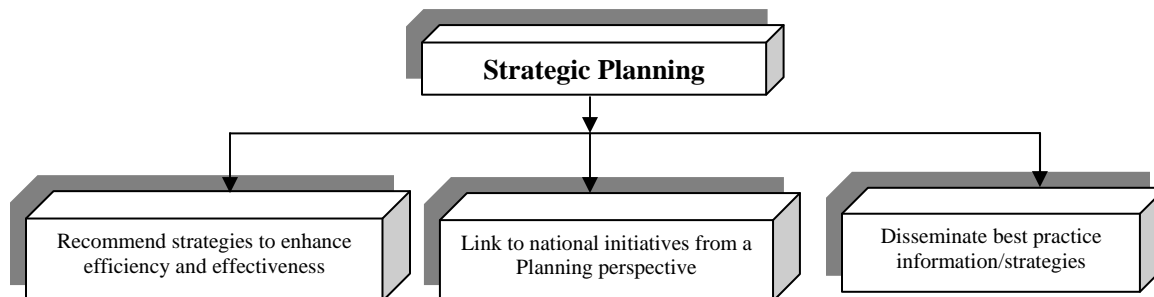 Strategic Planning
Recommend strategies to enhance
efficiency and effectiveness
Link to national initiatives from a
Planning perspective
Disseminate best practice
information/strategies